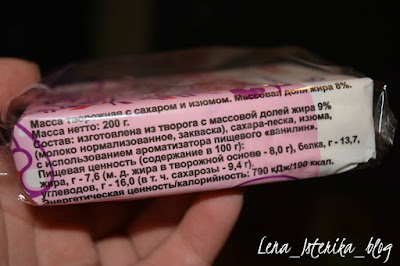 Масса творожная с сахаром и изюмом. Массовая доля жира 8%.
Масса нетто: 200 г.
Состав: изготовлена из творога с массовой долей жира 9%
(молоко нормализованное, закваска), сахара-песка, изюма,
с использованием ароматизатора пищевого «ванилин»
Пищевая ценность (содержание в 100 г):
жира, г - 7,6 (м. д. жира в творожной основе - 8,0 г), белка, г - 13,7,
углеводов, г - 16,0 (в т. ч. сахарозы - 9,4 г).
Энергетическая ценность/калорийность: 790 кДж/190 ккал.
Lena_Isterika_blog